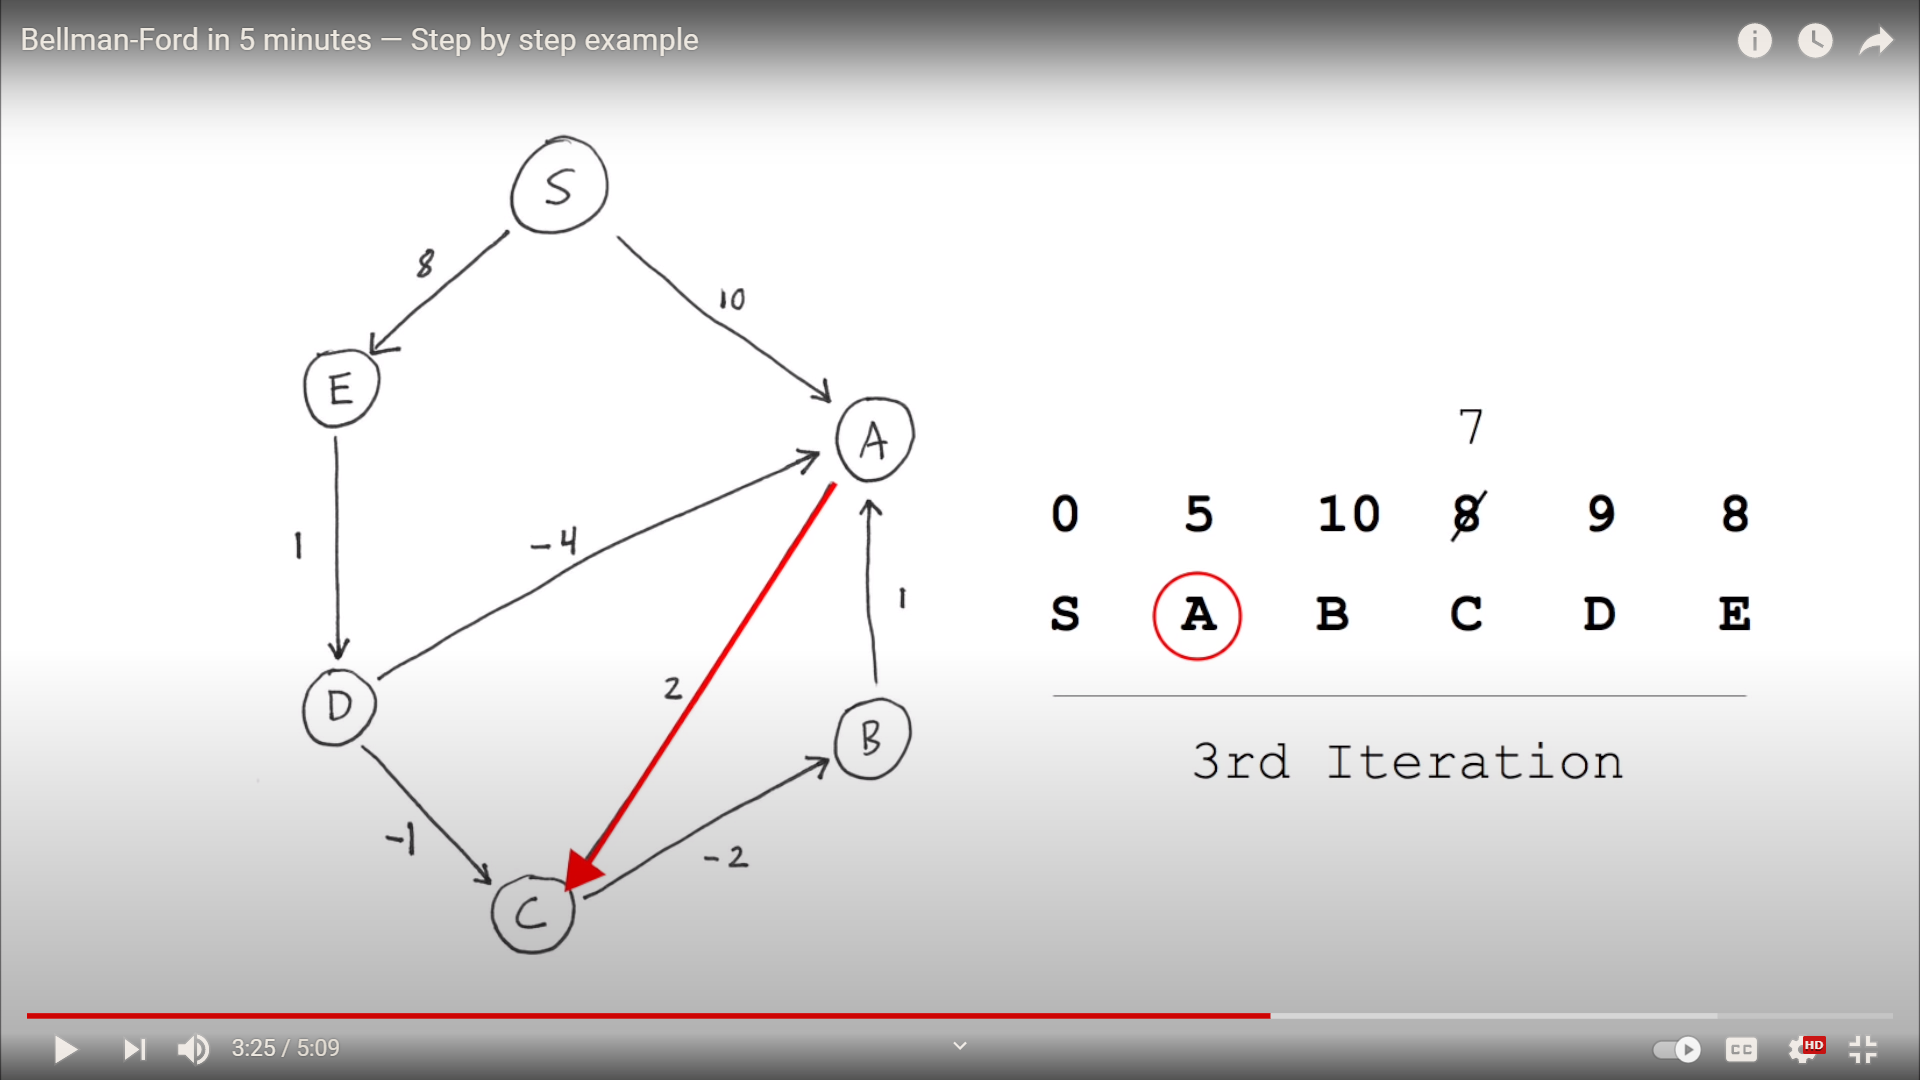 Bellman-Ford in 5 minutes — Step by step example
S
8
10
E
A
7
0 5 10 8 9 8
-4
1
1
S A B C D E
2
D
B
3rd Iteration
-1
-2
C
3:25 / 5:09
CC
HD